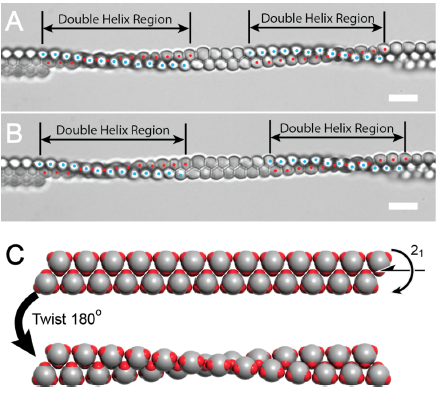 A
Double Helix Region Double Helix Region
B
Double Helix Region Double Helix Region
C
2₁
Twist 180°